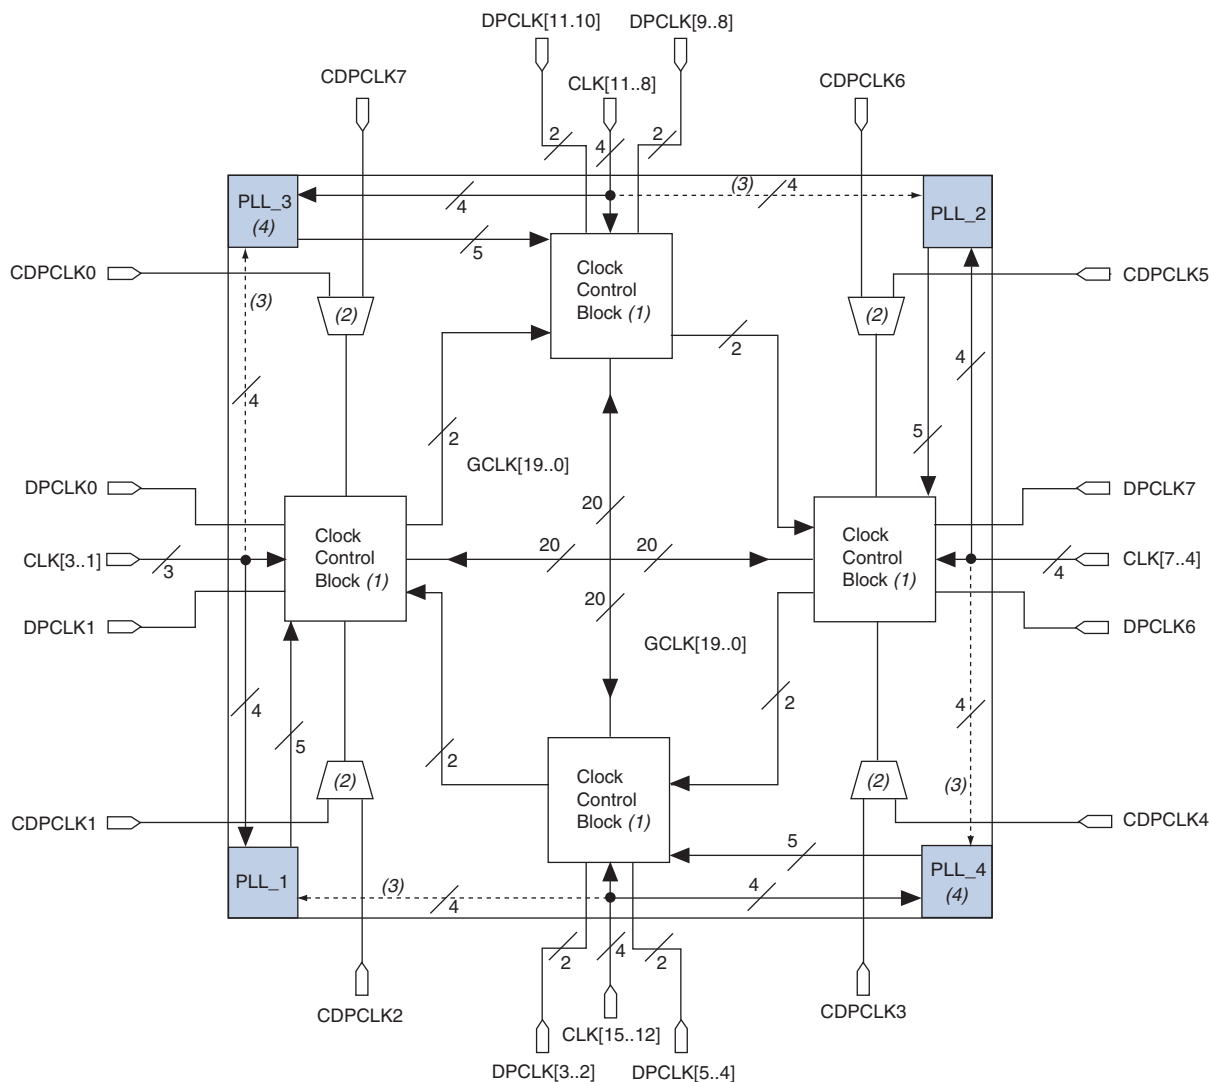 DPCLK[11.10]
DPCLK[9..8]
CDPCLK7
CLK[11..8]
CDPCLK6
2
4
2
PLL_3
(4)
4
(3)
4
PLL_2
5
CDPCLK0
(3)
(2)
Clock
Control
Block (1)
(2)
CDPCLK5
2
4
4
2
5
GCLK[19..0]
DPCLK0
DPCLK7
20
CLK[3..1]
3
Clock
Control
Block (1)
20
20
Clock
Control
Block (1)
4
CLK[7..4]
20
DPCLK1
DPCLK6
GCLK[19..0]
4
5
2
2
4
(2)
Clock
Control
Block (1)
(2)
(3)
CDPCLK1
CDPCLK4
5
PLL_1
(3)
4
4
PLL_4
(4)
2
4
2
CDPCLK2
CLK[15..12]
CDPCLK3
DPCLK[3..2]
DPCLK[5..4]